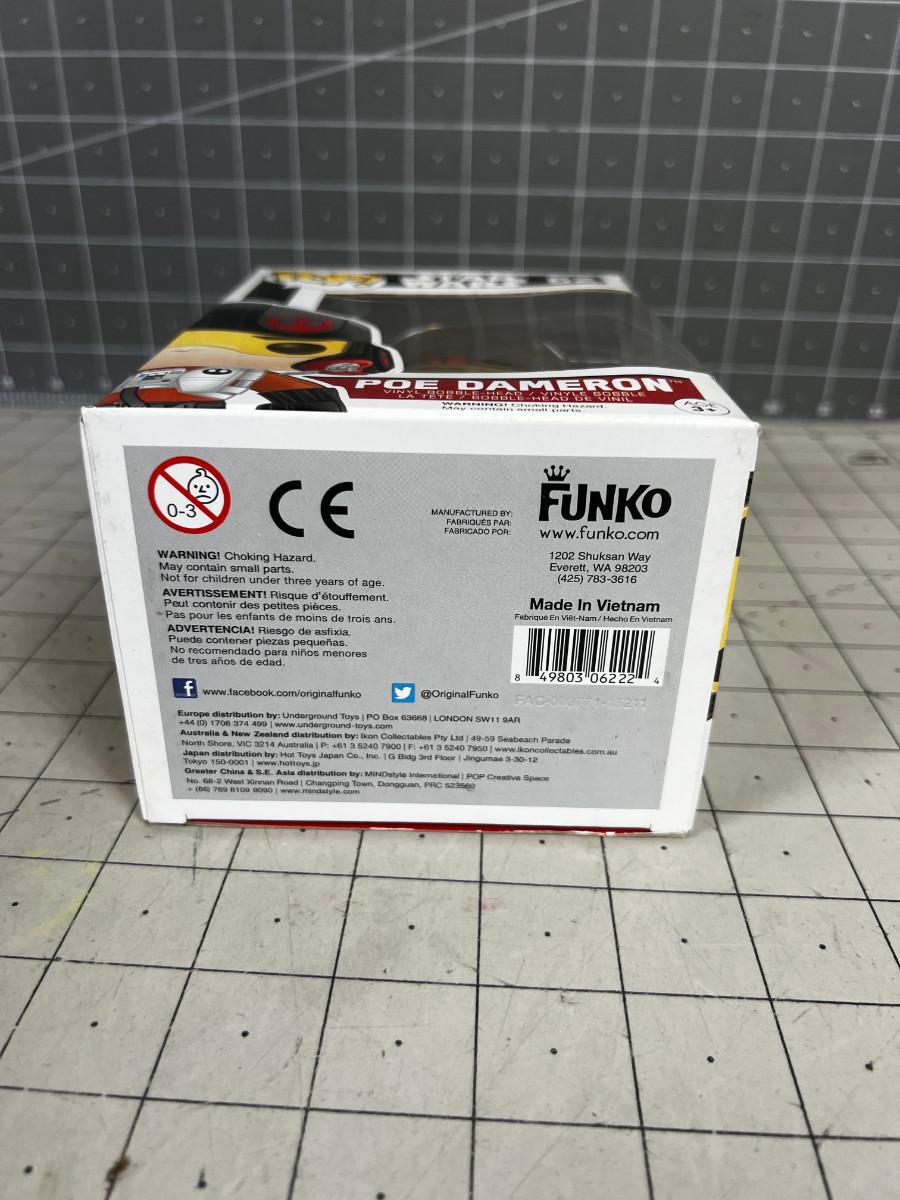 POE DAMERON™
VINYL BOBBLE-HEAD / VINYLE BOBBLE
LA TÊTE / BOBBLE-HEAD DE VINIL
WARNING! Choking Hazard.
May contain small parts.
AGE
3+
0-3
CE
MANUFACTURED BY:
FABRIQUÉS PAR:
FABRICADO POR:
FUNKO
www.funko.com
1202 Shuksan Way
Everett, WA 98203
(425) 783-3616
WARNING! Choking Hazard.
May contain small parts.
Not for children under three years of age.
AVERTISSEMENT! Risque d'étouffement.
Peut contenir des petites pièces.
Pas pour les enfants de moins de trois ans.
ADVERTENCIA! Riesgo de asfixia.
Puede contener piezas pequeñas.
No recomendado para niños menores
de tres años de edad.
Made In Vietnam
Fabriqué En Viêt-Nam / Hecho En Vietnam
8 49803 06222 4
www.facebook.com/originalfunko
@OriginalFunko
Europe distribution by: Underground Toys | PO Box 63668 | LONDON SW11 9AR
+44 (0) 1708 374 499 | www.underground-toys.com
Australia & New Zealand distribution by: Ikon Collectables Pty Ltd | 49-59 Seabeach Parade
North Shore, VIC 3214 Australia | P: +61 3 5240 7900 | F: +61 3 5240 7950 | www.ikoncollectables.com.au
Japan distribution by: Hot Toys Japan Co., Inc. | G Bldg 3rd Floor | Jingumae 3-30-12
Tokyo 150-0001 | www.hottoys.jp
Greater China & S.E. Asia distribution by: MINDstyle International | POP Creative Space
No. 68-2 West Xinnan Road | Changping Town, Dongguan, PRC 523560
+ (86) 769 8109 9090 | www.mindstyle.com